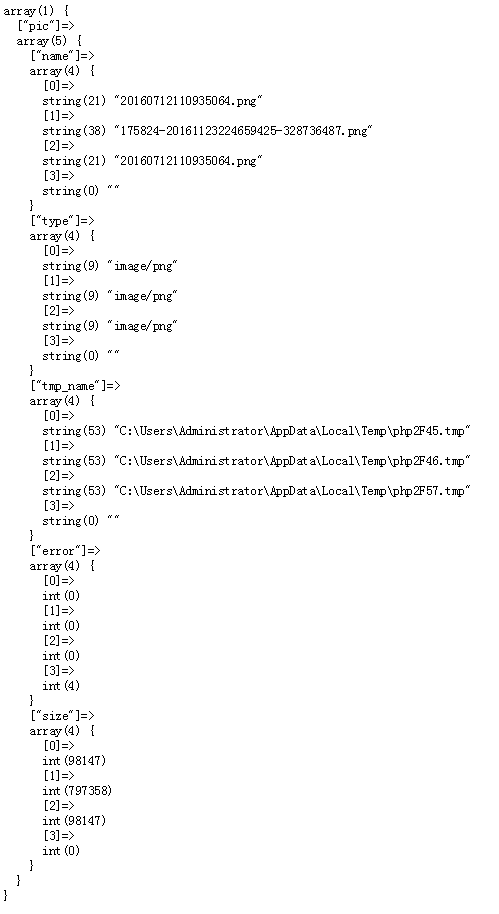 array(1) {
  ["pic"]=>
  array(5) {
    ["name"]=>
    array(4) {
      [0]=>
      string(21) "20160712110935064.png"
      [1]=>
      string(38) "175824-20161123224659425-328736487.png"
      [2]=>
      string(21) "20160712110935064.png"
      [3]=>
      string(0) ""
    }
    ["type"]=>
    array(4) {
      [0]=>
      string(9) "image/png"
      [1]=>
      string(9) "image/png"
      [2]=>
      string(9) "image/png"
      [3]=>
      string(0) ""
    }
    ["tmp_name"]=>
    array(4) {
      [0]=>
      string(53) "C:\Users\Administrator\AppData\Local\Temp\php2F45.tmp"
      [1]=>
      string(53) "C:\Users\Administrator\AppData\Local\Temp\php2F46.tmp"
      [2]=>
      string(53) "C:\Users\Administrator\AppData\Local\Temp\php2F57.tmp"
      [3]=>
      string(0) ""
    }
    ["error"]=>
    array(4) {
      [0]=>
      int(0)
      [1]=>
      int(0)
      [2]=>
      int(0)
      [3]=>
      int(4)
    }
    ["size"]=>
    array(4) {
      [0]=>
      int(98147)
      [1]=>
      int(797358)
      [2]=>
      int(98147)
      [3]=>
      int(0)
    }
  }
}